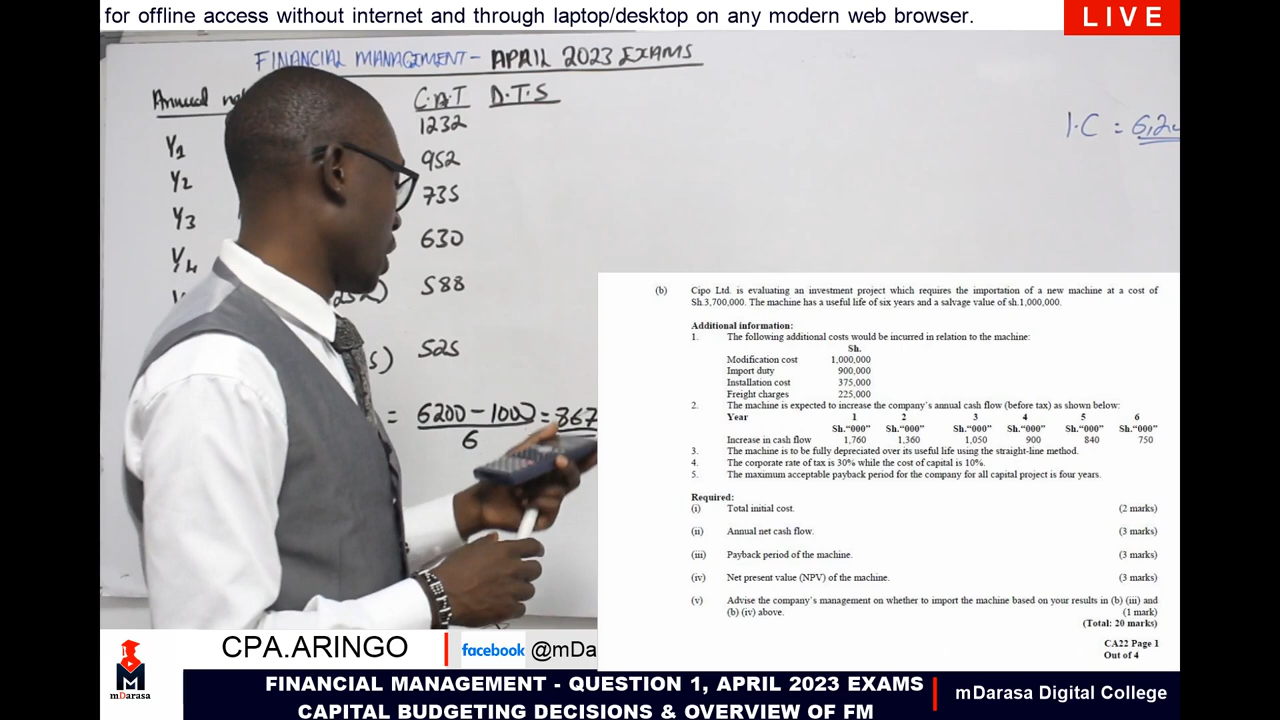 for offline access without internet and through laptop/desktop on any modern web browser.
LIVE
FINANCIAL MANAGEMENT - APRIL 2023 EXAMS
Annual C.A.T D.T.S
1232
I.C =
Y1
952
Y2
735
Y3
630
Y4
588
525
= 6200 - 1000 = 867
6
(b) Cipo Ltd. is evaluating an investment project which requires the importation of a new machine at a cost of
Sh.3,700,000. The machine has a useful life of six years and a salvage value of sh.1,000,000.
Additional information:
1. The following additional costs would be incurred in relation to the machine:
Sh.
Modification cost 1,000,000
Import duty 900,000
Installation cost 375,000
Freight charges 225,000
2. The machine is expected to increase the company's annual cash flow (before tax) as shown below:
Year 1 2 3 4 5 6
Sh."000" Sh."000" Sh."000" Sh."000" Sh."000" Sh."000"
Increase in cash flow 1,760 1,360 1,050 900 840 750
3. The machine is to be fully depreciated over its useful life using the straight-line method.
4. The corporate rate of tax is 30% while the cost of capital is 10%.
5. The maximum acceptable payback period for the company for all capital project is four years.
Required:
(i) Total initial cost. (2 marks)
(ii) Annual net cash flow. (3 marks)
(iii) Payback period of the machine. (3 marks)
(iv) Net present value (NPV) of the machine. (3 marks)
(v) Advise the company's management on whether to import the machine based on your results in (b) (iii) and
(b) (iv) above. (1 mark)
(Total: 20 marks)
CA22 Page 1
Out of 4
mDarasa
CPA.ARINGO
facebook @mDa
FINANCIAL MANAGEMENT - QUESTION 1, APRIL 2023 EXAMS
CAPITAL BUDGETING DECISIONS & OVERVIEW OF FM
mDarasa Digital College